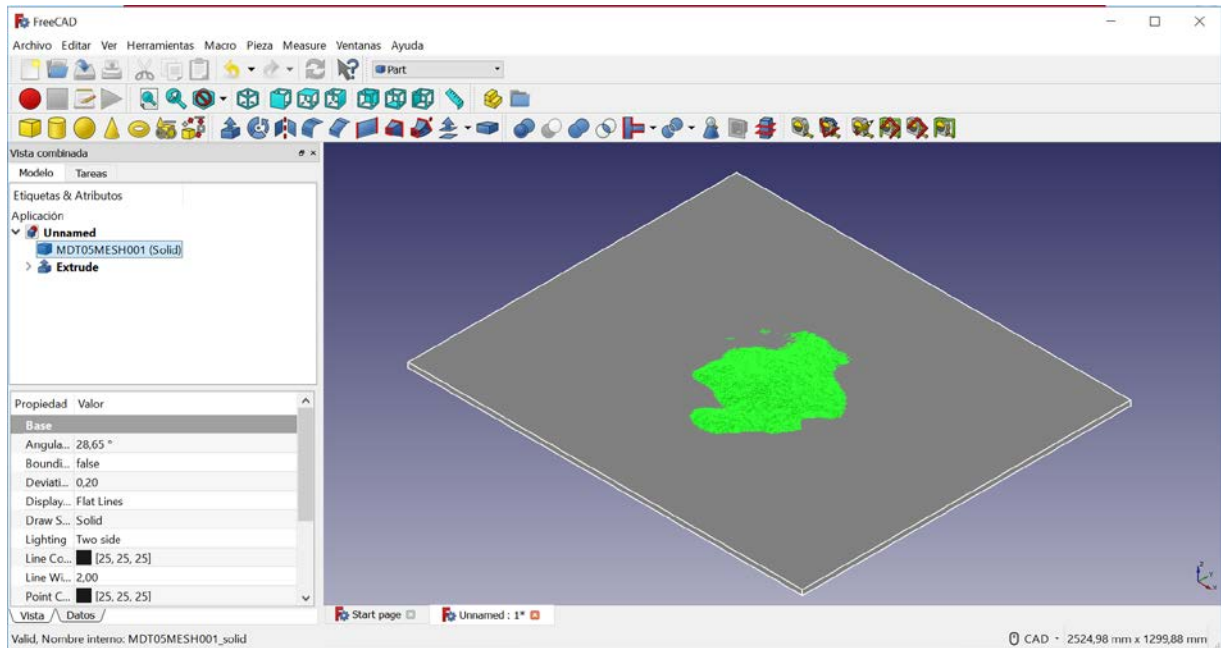 FreeCAD
Archivo Editar Ver Herramientas Macro Pieza Measure Ventanas Ayuda
Part
Vista combinada
Modelo Tareas
Etiquetas & Atributos
Aplicación
Unnamed
MDT05MESH001 (Solid)
Extrude
Propiedad Valor
Base
Angula... 28,65 °
Boundi... false
Deviati... 0,20
Display... Flat Lines
Draw S... Solid
Lighting Two side
Line Co... [25, 25, 25]
Line Wi... 2,00
Point C... [25, 25, 25]
Vista Datos
Start page Unnamed : 1*
Valid, Nombre interno: MDT05MESH001_solid
CAD - 2524,98 mm x 1299,88 mm